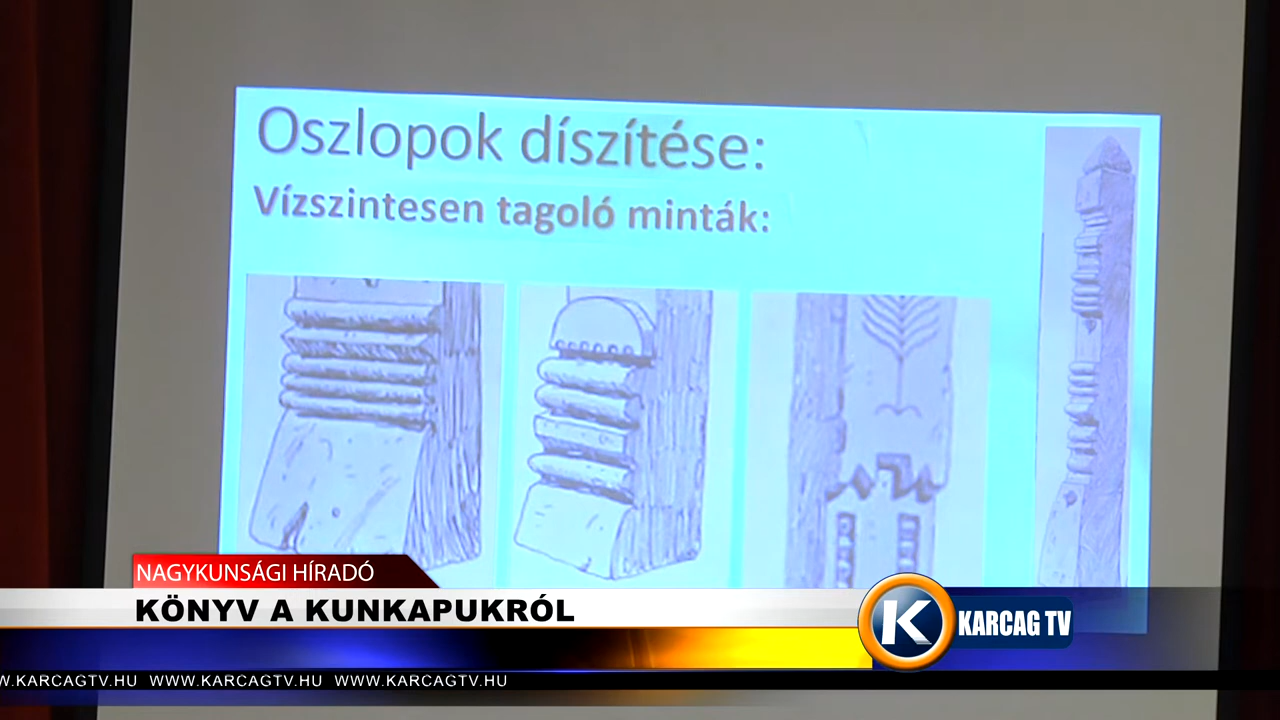 Oszlopok díszítése:
Vízszintesen tagoló minták:
NAGYKUNSÁGI HÍRADÓ
KÖNYV A KUNKAPUKRÓL
K KARCAG TV
W.KARCAGTV.HU WWW.KARCAGTV.HU WWW.KARCAGTV.HU